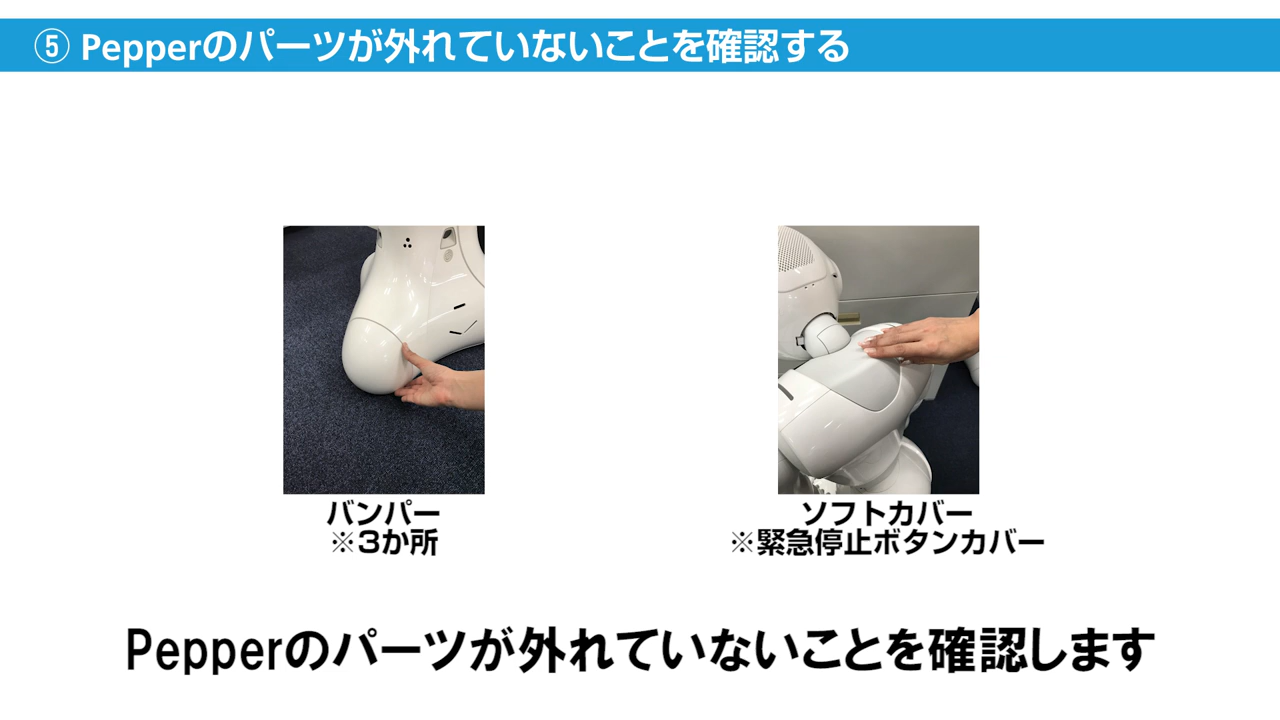 ⑤ Pepperのパーツが外れていないことを確認する
バンパー
※3か所
ソフトカバー
※緊急停止ボタンカバー
Pepperのパーツが外れていないことを確認します